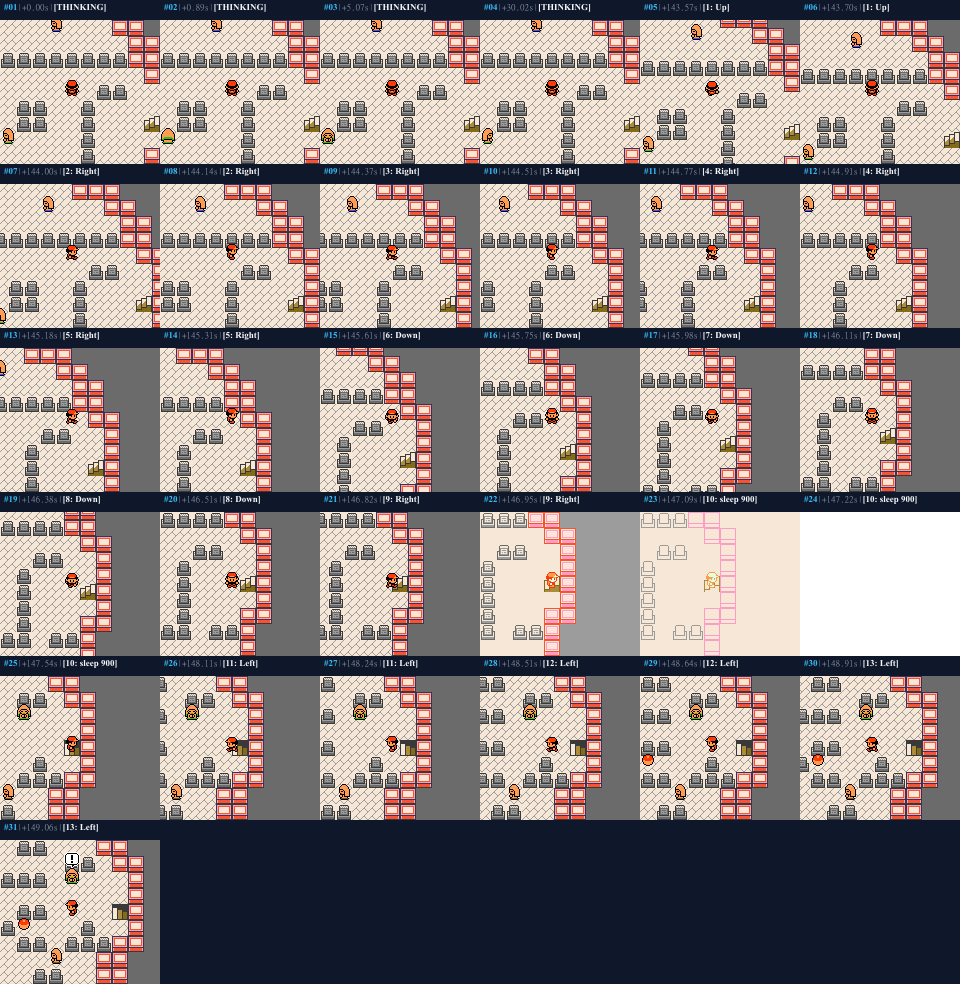 #01|+0.00s|[THINKING]
#02|+0.89s|[THINKING]
#03|+5.07s|[THINKING]
#04|+30.02s|[THINKING]
#05|+143.57s|[1: Up]
#06|+143.70s|[1: Up]
#07|+144.00s|[2: Right]
#08|+144.14s|[2: Right]
#09|+144.37s|[3: Right]
#10|+144.51s|[3: Right]
#11|+144.77s|[4: Right]
#12|+144.91s|[4: Right]
#13|+145.18s|[5: Right]
#14|+145.31s|[5: Right]
#15|+145.61s|[6: Down]
#16|+145.75s|[6: Down]
#17|+145.98s|[7: Down]
#18|+146.11s|[7: Down]
#19|+146.38s|[8: Down]
#20|+146.51s|[8: Down]
#21|+146.82s|[9: Right]
#22|+146.95s|[9: Right]
#23|+147.09s|[10: sleep 900]
#24|+147.22s|[10: sleep 900]
#25|+147.54s|[10: sleep 900]
#26|+148.11s|[11: Left]
#27|+148.24s|[11: Left]
#28|+148.51s|[12: Left]
#29|+148.64s|[12: Left]
#30|+148.91s|[13: Left]
#31|+149.06s|[13: Left]
!